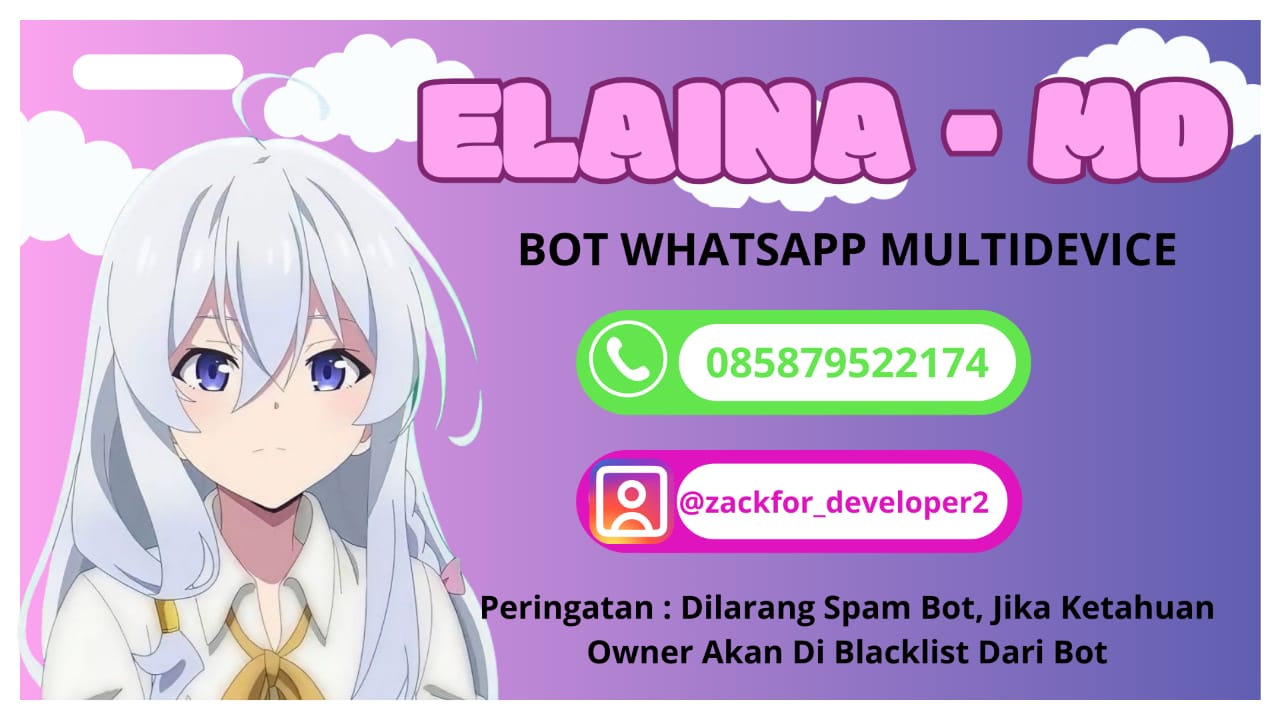 ELAINA - MD
BOT WHATSAPP MULTIDEVICE
085879522174
@zackfor_developer2
Peringatan : Dilarang Spam Bot, Jika Ketahuan
Owner Akan Di Blacklist Dari Bot